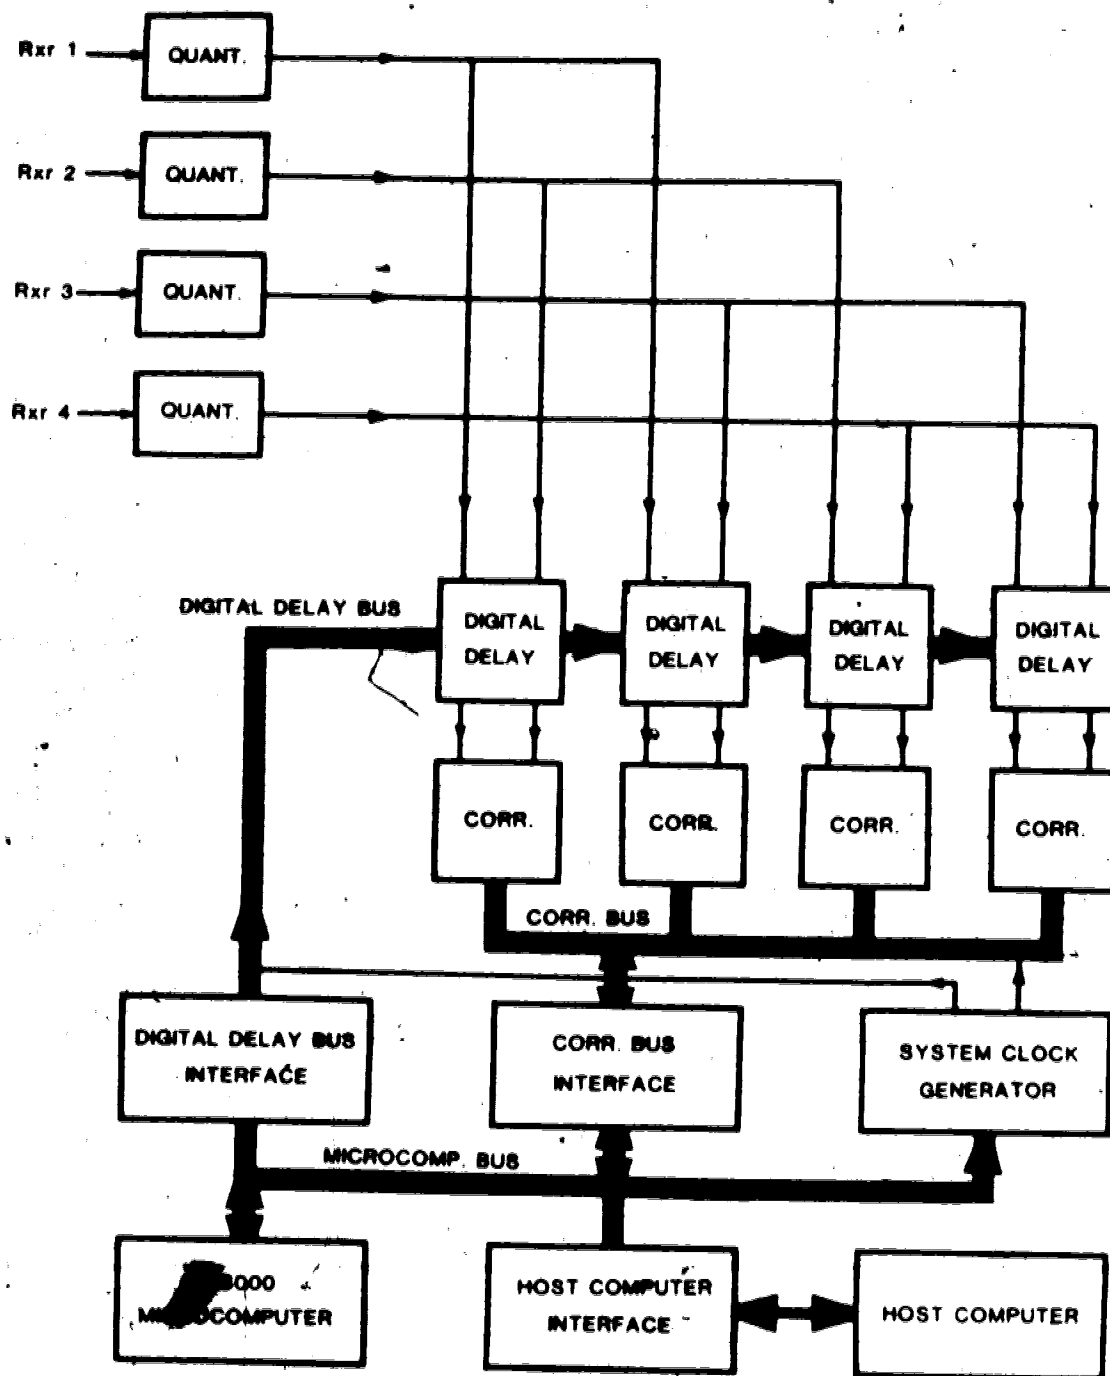 Rxr 1
QUANT.
Rxr 2
QUANT.
Rxr 3
QUANT.
Rxr 4
QUANT.
DIGITAL DELAY BUS
DIGITAL
DELAY
DIGITAL
DELAY
DIGITAL
DELAY
DIGITAL
DELAY
CORR.
CORR.
CORR.
CORR.
CORR. BUS
DIGITAL DELAY BUS
INTERFACE
CORR. BUS
INTERFACE
SYSTEM CLOCK
GENERATOR
MICROCOMP. BUS
MICROCOMPUTER
HOST COMPUTER
INTERFACE
HOST COMPUTER